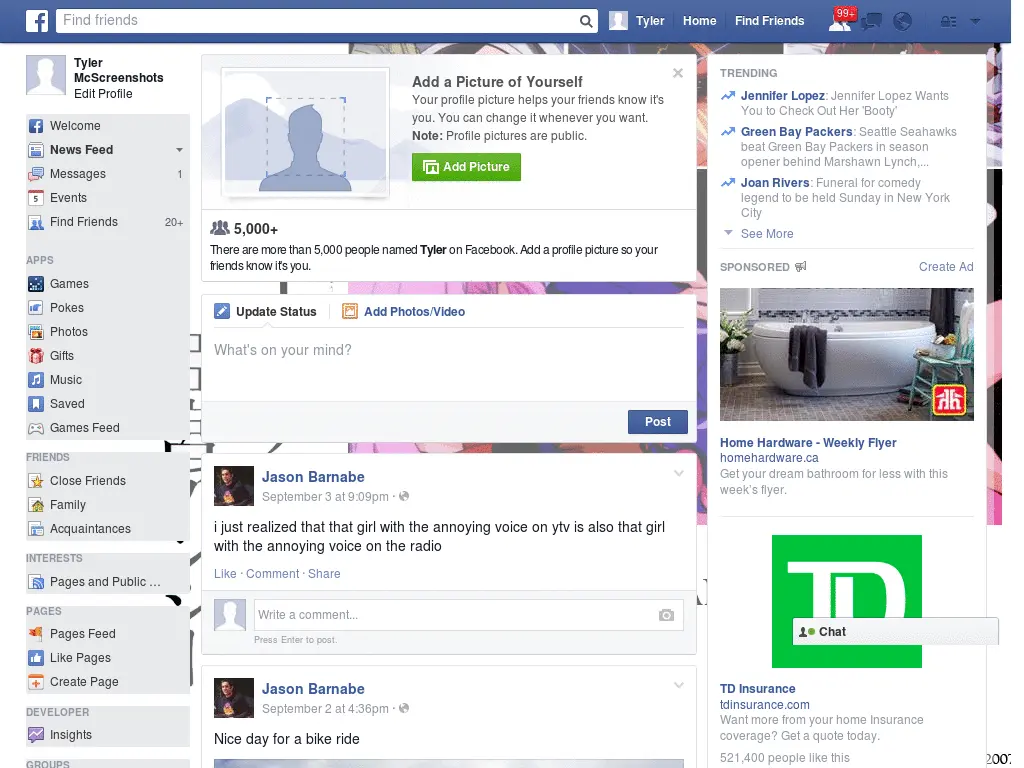 Find friends
Tyler
Home
Find Friends
99+
Tyler
McScreenshots
Edit Profile
Welcome
News Feed
Messages 1
5 Events
Find Friends 20+
APPS
Games
Pokes
Photos
Gifts
Music
Saved
Games Feed
FRIENDS
Close Friends
Family
Acquaintances
INTERESTS
Pages and Public ...
PAGES
Pages Feed
Like Pages
Create Page
DEVELOPER
Insights
GROUPS
Add a Picture of Yourself
Your profile picture helps your friends know it's
you. You can change it whenever you want.
Note: Profile pictures are public.
Add Picture
5,000+
There are more than 5,000 people named Tyler on Facebook. Add a profile picture so your
friends know it's you.
Update Status
Add Photos/Video
What's on your mind?
Post
Jason Barnabe
September 3 at 9:09pm ·
i just realized that that girl with the annoying voice on ytv is also that girl
with the annoying voice on the radio
Like · Comment · Share
Write a comment...
Press Enter to post.
Jason Barnabe
September 2 at 4:36pm ·
Nice day for a bike ride
TRENDING
Jennifer Lopez: Jennifer Lopez Wants
You to Check Out Her 'Booty'
Green Bay Packers: Seattle Seahawks
beat Green Bay Packers in season
opener behind Marshawn Lynch,...
Joan Rivers: Funeral for comedy
legend to be held Sunday in New York
City
See More
SPONSORED
Create Ad
Home Hardware - Weekly Flyer
homehardware.ca
Get your dream bathroom for less with this
week's flyer.
TD
Chat
TD Insurance
tdinsurance.com
Want more from your home Insurance
coverage? Get a quote today.
521,400 people like this
2007